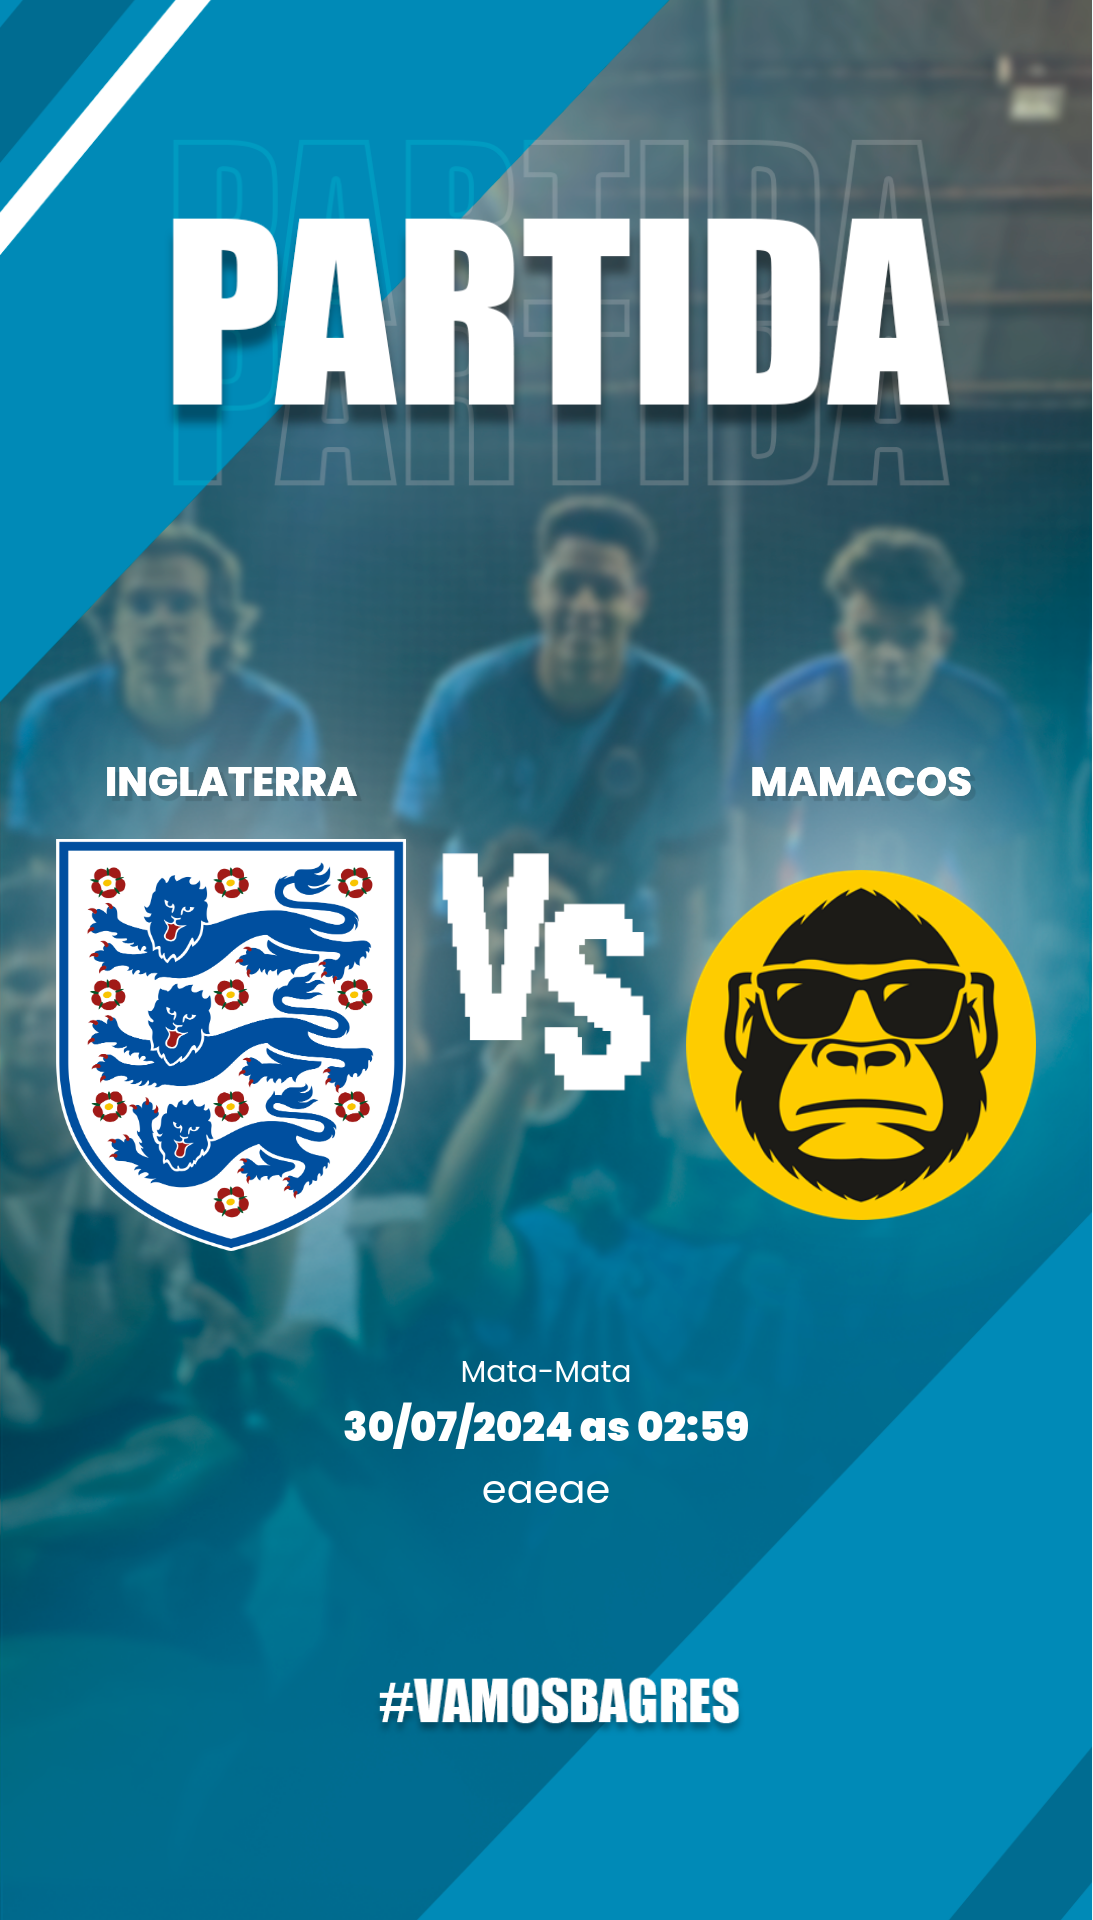 PARTIDA
INGLATERRA
MAMACOS
VS
Mata-Mata
30/07/2024 as 02:59
eaeae
#VAMOSBAGRES